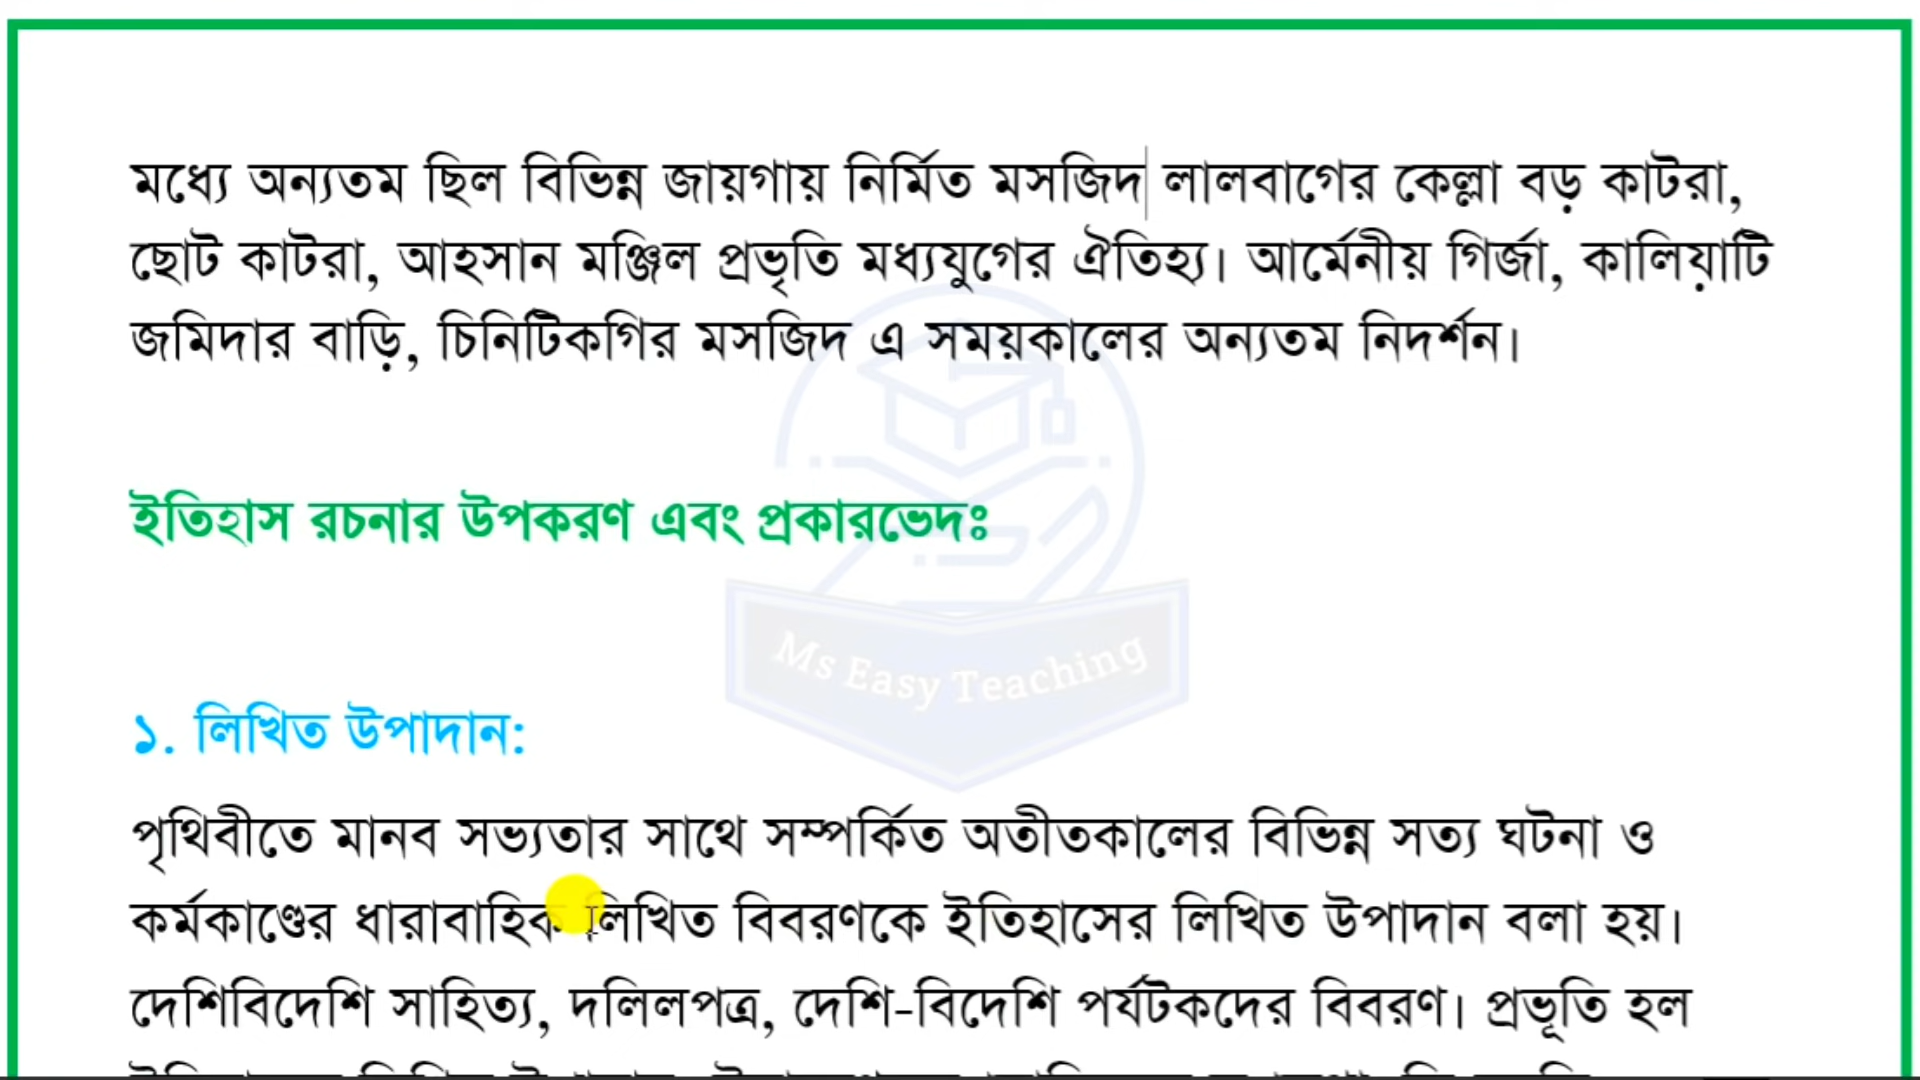 মধ্যে অন্যতম ছিল বিভিন্ন জায়গায় নির্মিত মসজিদ লালবাগের কেল্লা বড় কাটরা,
ছোট কাটরা, আহসান মঞ্জিল প্রভৃতি মধ্যযুগের ঐতিহ্য। আর্মেনীয় গির্জা, কালিয়াটি
জমিদার বাড়ি, চিনিটিকগির মসজিদ এ সময়কালের অন্যতম নিদর্শন।
ইতিহাস রচনার উপকরণ এবং প্রকারভেদঃ
Ms Easy Teaching
১. লিখিত উপাদান:
পৃথিবীতে মানব সভ্যতার সাথে সম্পর্কিত অতীতকালের বিভিন্ন সত্য ঘটনা ও
কর্মকাণ্ডের ধারাবাহিক লিখিত বিবরণকে ইতিহাসের লিখিত উপাদান বলা হয়।
দেশিবিদেশি সাহিত্য, দলিলপত্র, দেশি-বিদেশি পর্যটকদের বিবরণ। প্রভূতি হল